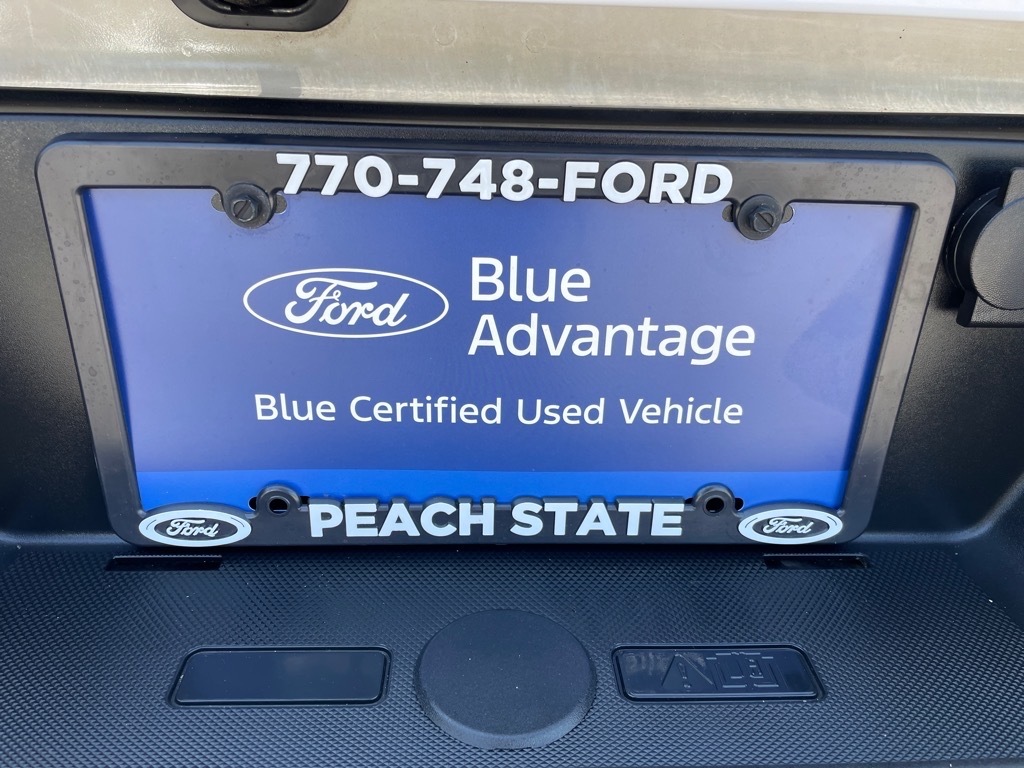 770-748-FORD
Ford
Blue
Advantage
Blue Certified Used Vehicle
Ford
PEACH STATE
Ford